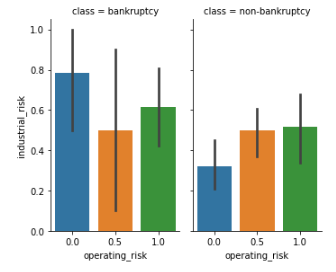 class = bankruptcy
class = non-bankruptcy
1.0
0.8
0.6
0.4
0.2
0.0
industrial_risk
0.0 0.5 1.0
0.0 0.5 1.0
operating_risk
operating_risk